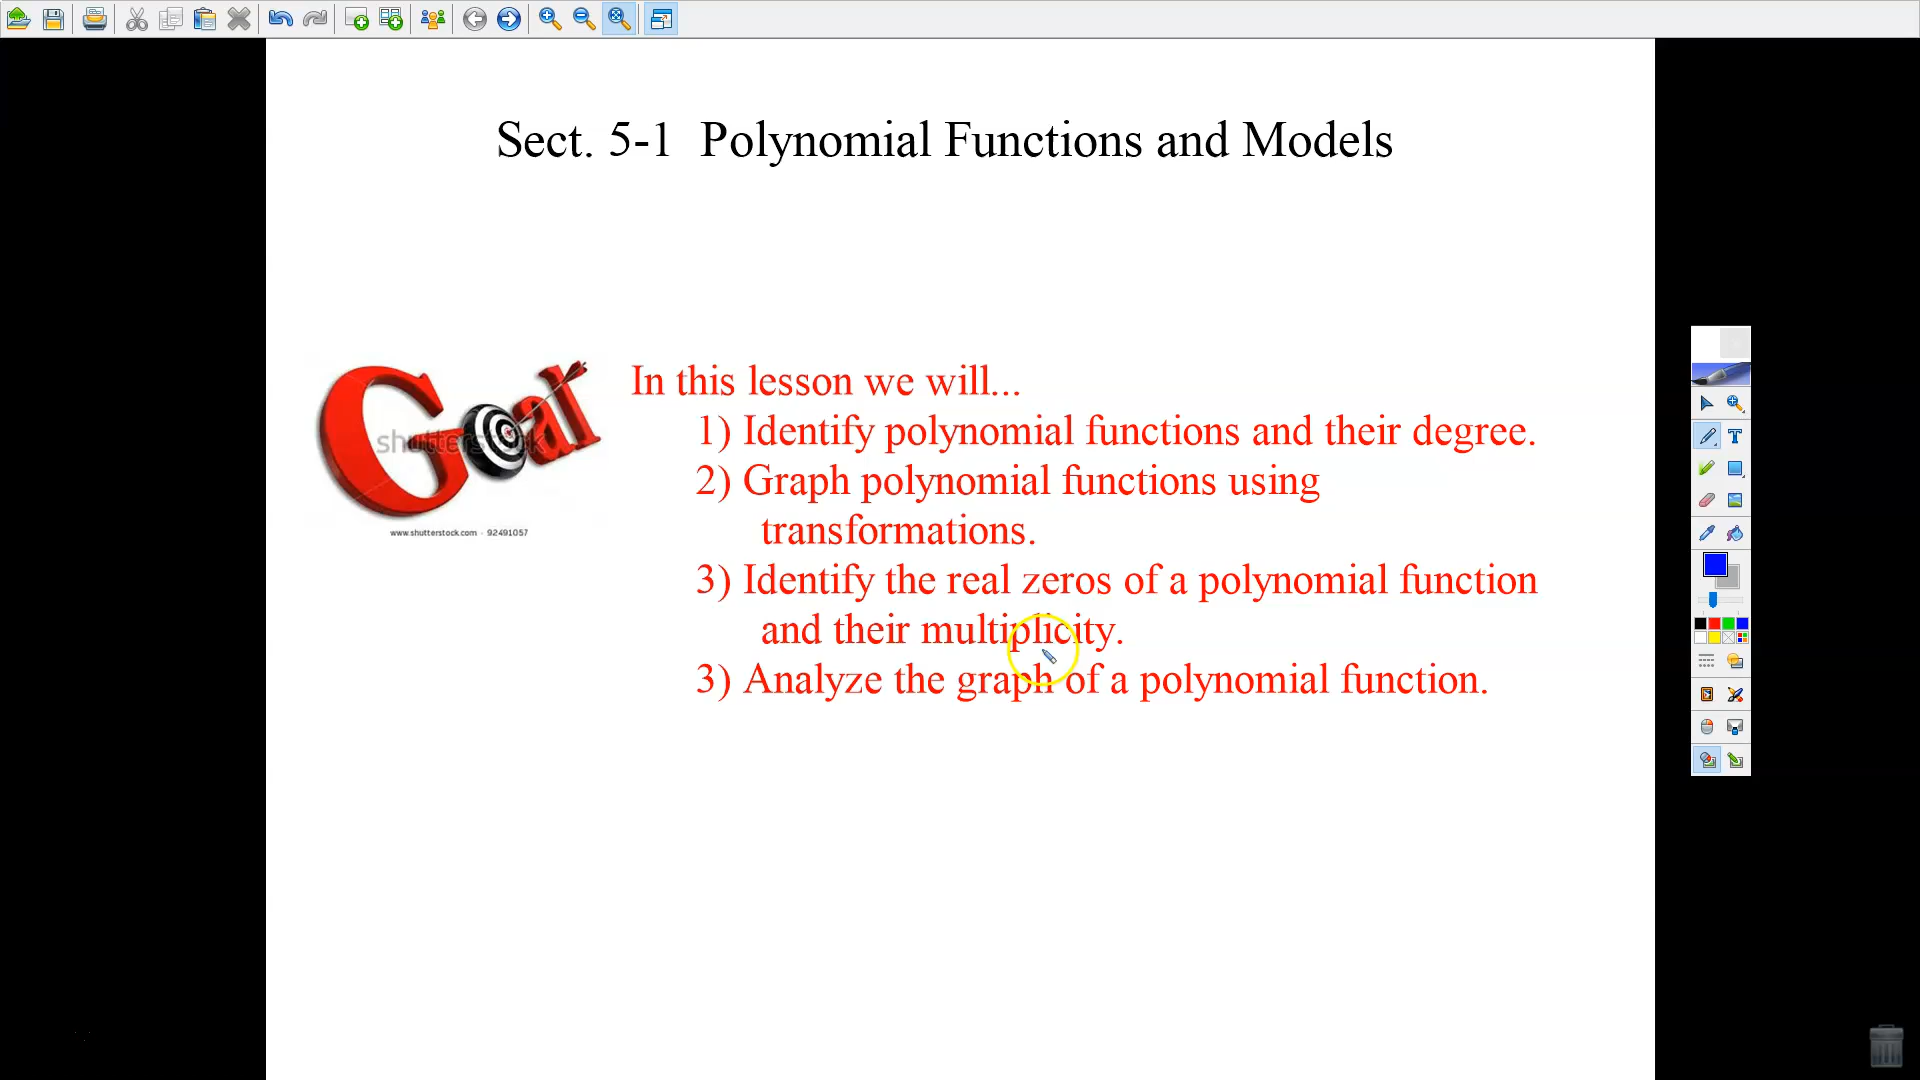 Sect. 5-1 Polynomial Functions and Models
Goal
shutterstock
www.shutterstock.com · 92491057
In this lesson we will...
1) Identify polynomial functions and their degree.
2) Graph polynomial functions using
transformations.
3) Identify the real zeros of a polynomial function
and their multiplicity.
3) Analyze the graph of a polynomial function.